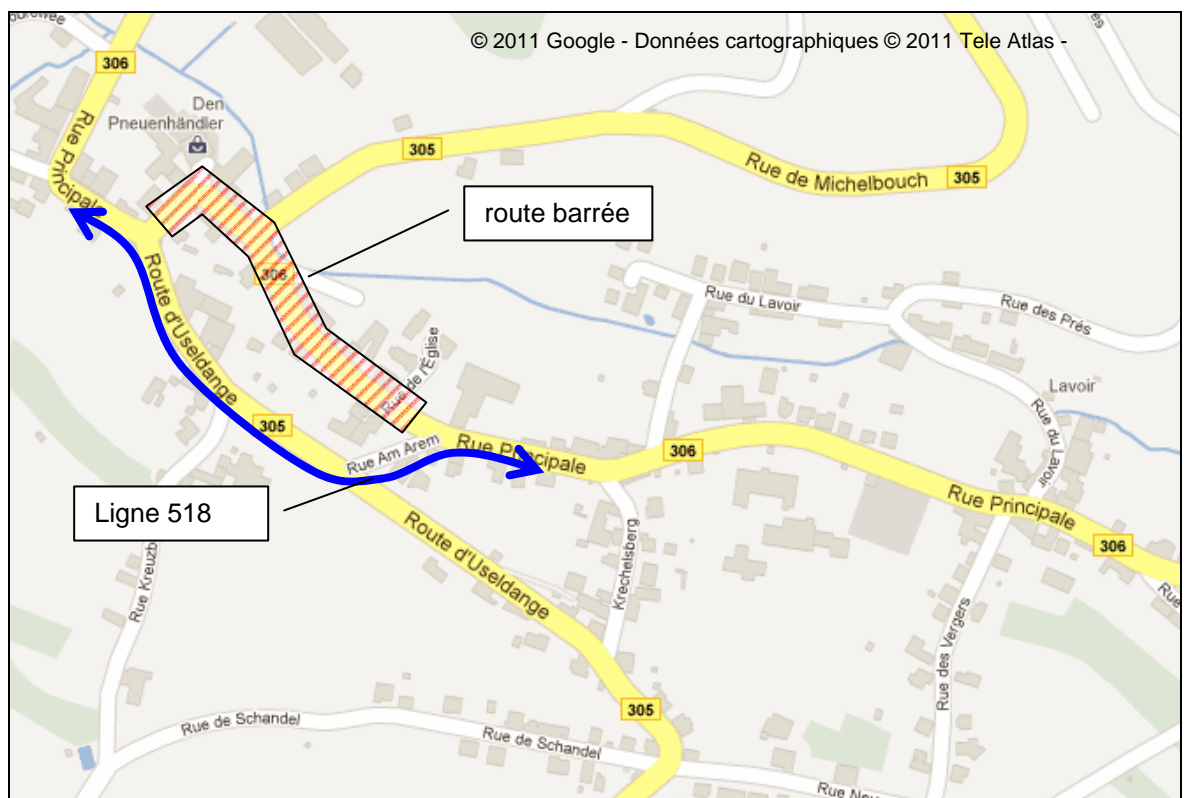 © 2011 Google - Données cartographiques © 2011 Tele Atlas -
306
Den
Pneuenhändler
Rue Principale
305
Rue de Michelbouch
305
route barrée
306
Route d'Useldange
Rue du Lavoir
Rue des Prés
Rue de l'Église
Lavoir
305
Rue Am Arem
Rue Principale
306
Rue du Lavoir
Rue Principale
Ligne 518
306
Route d'Useldange
Krechelsberg
Rue Kreuzb
Rue
Rue des Vergers
305
Rue de Schandel
Rue de Schandel